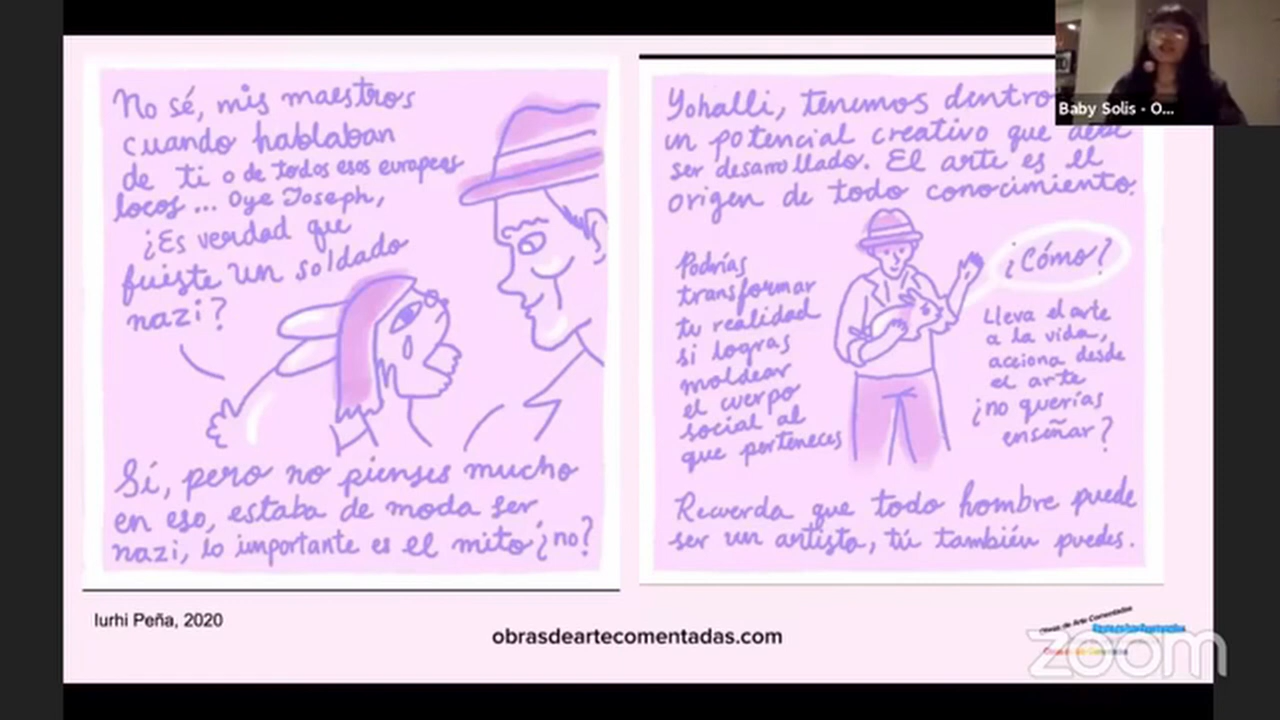 No sé, mis maestros
cuando hablaban
de ti o de todos esos europeos
locos... Oye Joseph,
¿Es verdad que
fuiste un soldado
nazi?
Sí, pero no pienses mucho
en eso, estaba de moda ser
nazi, lo importante es el mito ¿no?
Yohalli, tenemos dentro
un potencial creativo que debe
ser desarrollado. El arte es el
origen de todo conocimiento.
Podrías
transformar
tu realidad
si logras
moldear
el cuerpo
social al
que perteneces
¿Cómo?
Lleva el arte
a la vida,
acciona desde
el arte
¿no querías
enseñar?
Recuerda que todo hombre puede
ser un artista, tú también puedes.
Iurhi Peña, 2020
obrasdeartecomentadas.com
Baby Solis - O...
Obras de Arte Comentadas
zoom